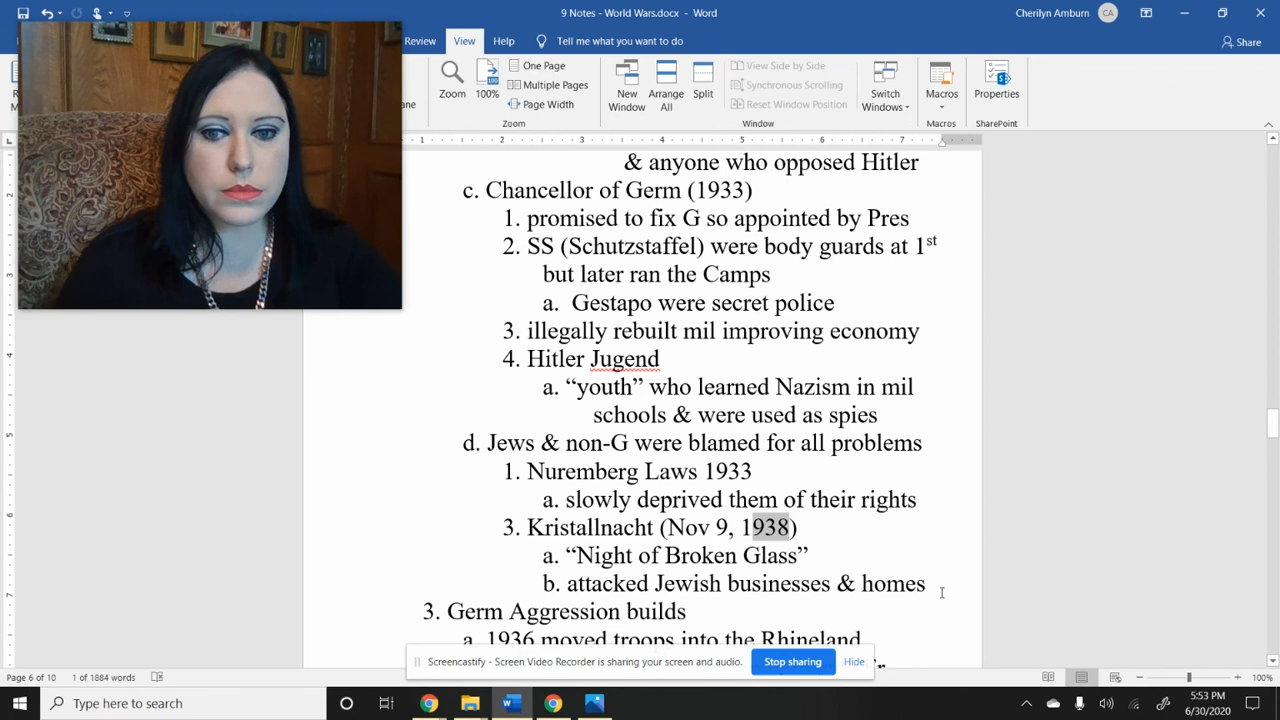 9 Notes - World Wars.docx - Word
Cherilyn Amburn CA
Review View Help Tell me what you want to do Share
Zoom 100% One Page
Multiple Pages
Page Width
Zoom
New Window Arrange All Split View Side by Side
Synchronous Scrolling
Reset Window Position
Window
Switch Windows
Macros
Macros
Properties
SharePoint
& anyone who opposed Hitler
c. Chancellor of Germ (1933)
1. promised to fix G so appointed by Pres
2. SS (Schutzstaffel) were body guards at 1st
but later ran the Camps
a. Gestapo were secret police
3. illegally rebuilt mil improving economy
4. Hitler Jugend
a. “youth” who learned Nazism in mil
schools & were used as spies
d. Jews & non-G were blamed for all problems
1. Nuremberg Laws 1933
a. slowly deprived them of their rights
3. Kristallnacht (Nov 9, 1938)
a. “Night of Broken Glass”
b. attacked Jewish businesses & homes
3. Germ Aggression builds
a. 1936 moved troops into the Rhineland
Screencastify - Screen Video Recorder is sharing your screen and audio. Stop sharing Hide
Page 6 of 10 1 of 1884 words 100%
Type here to search
5:53 PM
6/30/2020